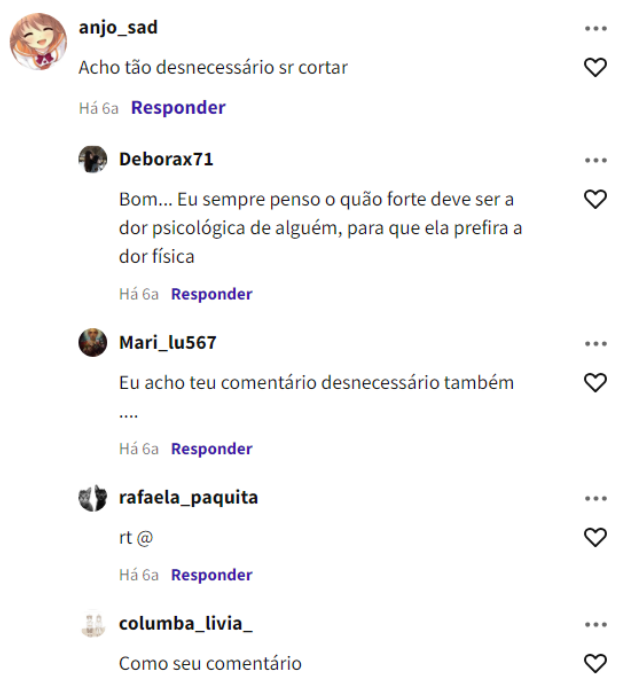 anjo_sad
Acho tão desnecessário sr cortar
Há 6a Responder
Deborax71
Bom... Eu sempre penso o quão forte deve ser a
dor psicológica de alguém, para que ela prefira a
dor física
Há 6a Responder
Mari_lu567
Eu acho teu comentário desnecessário também
....
Há 6a Responder
rafaela_paquita
rt @
Há 6a Responder
columba_livia_
Como seu comentário